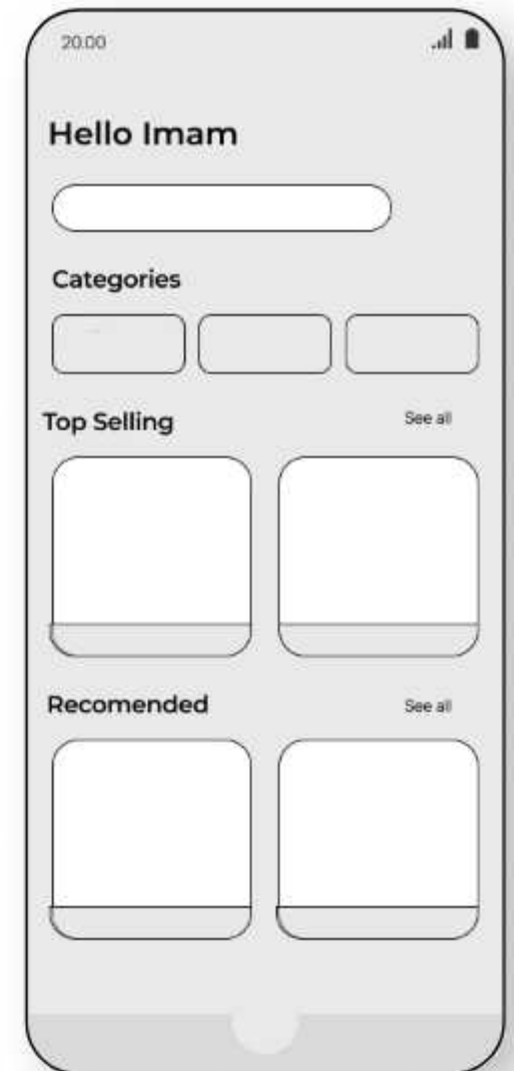 20.00
Hello Imam
Categories
Top Selling
See all
Recomended
See all